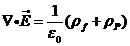 ∇•E⃗ = 1/ε₀ (ρ_f + ρ_P)